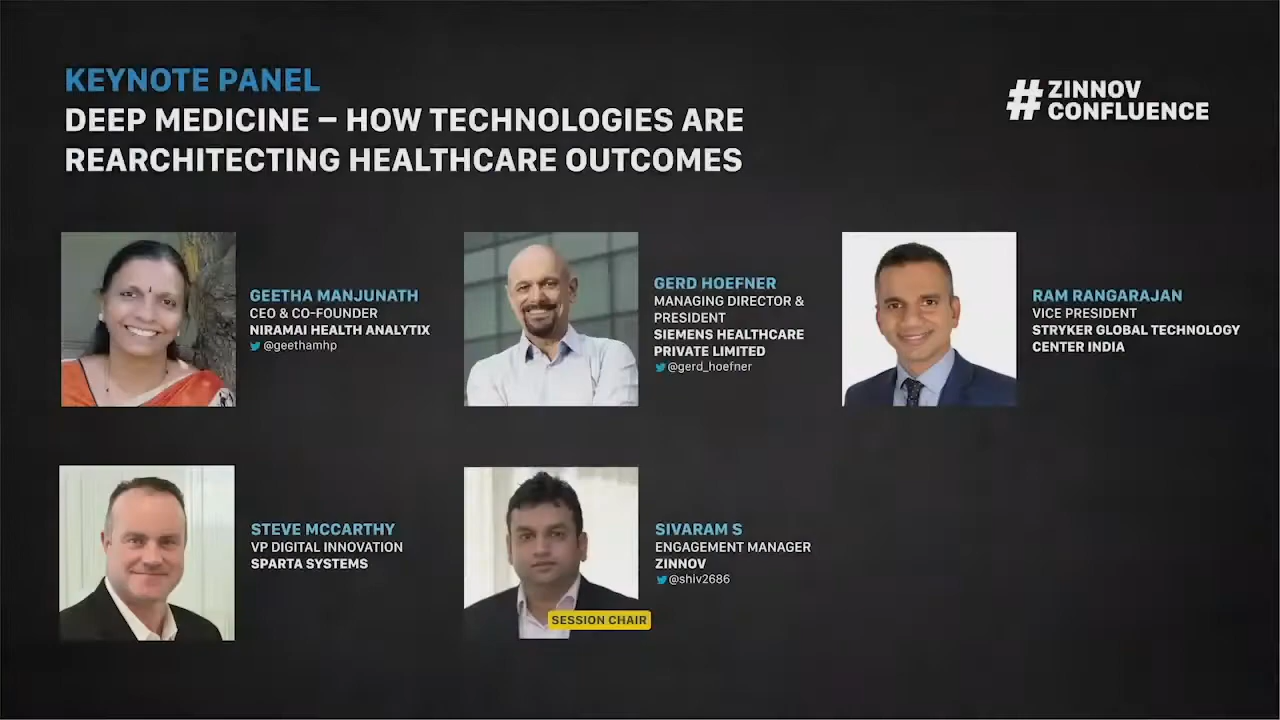 KEYNOTE PANEL
DEEP MEDICINE – HOW TECHNOLOGIES ARE
REARCHITECTING HEALTHCARE OUTCOMES
# ZINNOV
CONFLUENCE
GEETHA MANJUNATH
CEO & CO-FOUNDER
NIRAMAI HEALTH ANALYTIX
@geethamhp
GERD HOEFNER
MANAGING DIRECTOR &
PRESIDENT
SIEMENS HEALTHCARE
PRIVATE LIMITED
@gerd_hoefner
RAM RANGARAJAN
VICE PRESIDENT
STRYKER GLOBAL TECHNOLOGY
CENTER INDIA
STEVE MCCARTHY
VP DIGITAL INNOVATION
SPARTA SYSTEMS
SIVARAM S
ENGAGEMENT MANAGER
ZINNOV
@shiv2686
SESSION CHAIR